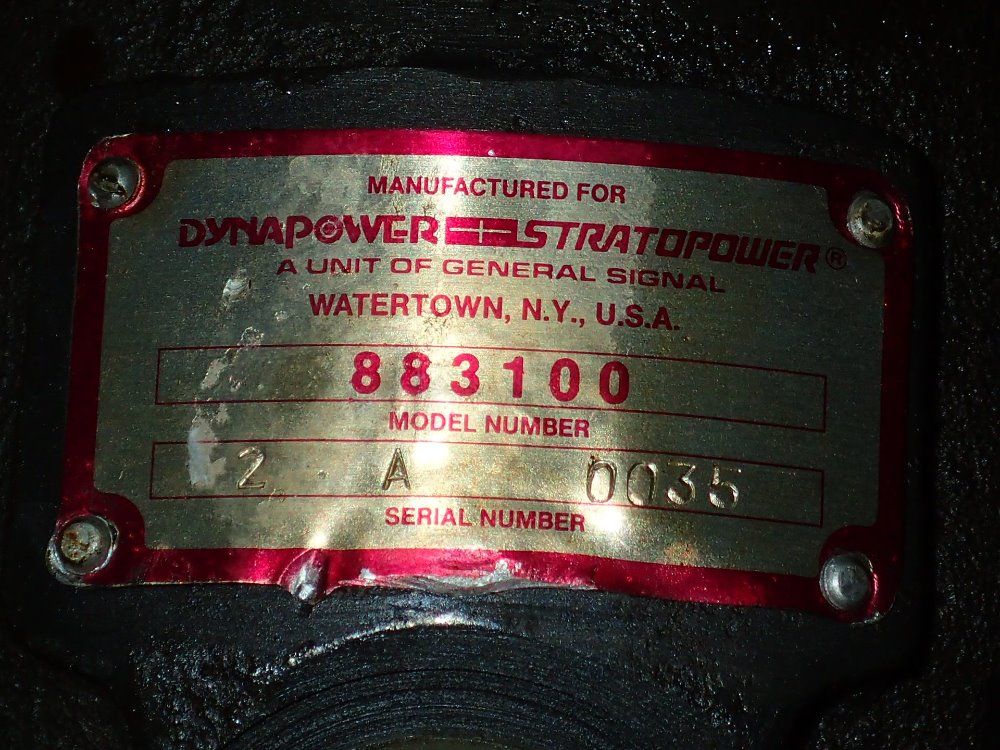 MANUFACTURED FOR
DYNAPOWER STRATOPOWER®
A UNIT OF GENERAL SIGNAL
WATERTOWN, N.Y., U.S.A.
883100
MODEL NUMBER
2 A 0035
SERIAL NUMBER